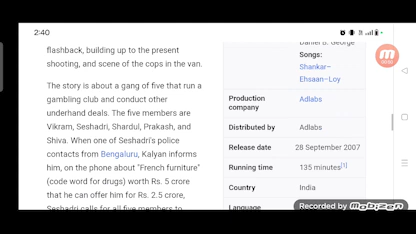 2:40
flashback, building up to the present
shooting, and scene of the cops in the van.
The story is about a gang of five that run a
gambling club and conduct other
underhand deals. The five members are
Vikram, Seshadri, Shardul, Prakash, and
Shiva. When one of Seshadri's police
contacts from Bengaluru, Kalyan informs
him, on the phone about "French furniture"
(code word for drugs) worth Rs. 5 crore
that he can offer him for Rs. 2.5 crore,
Seshadri calls for all five members to
Daniel B. George
Songs:
Shankar–
Ehsaan–Loy
Production company Adlabs
Distributed by Adlabs
Release date 28 September 2007
Running time 135 minutes[1]
Country India
Language
Recorded by Mobizen